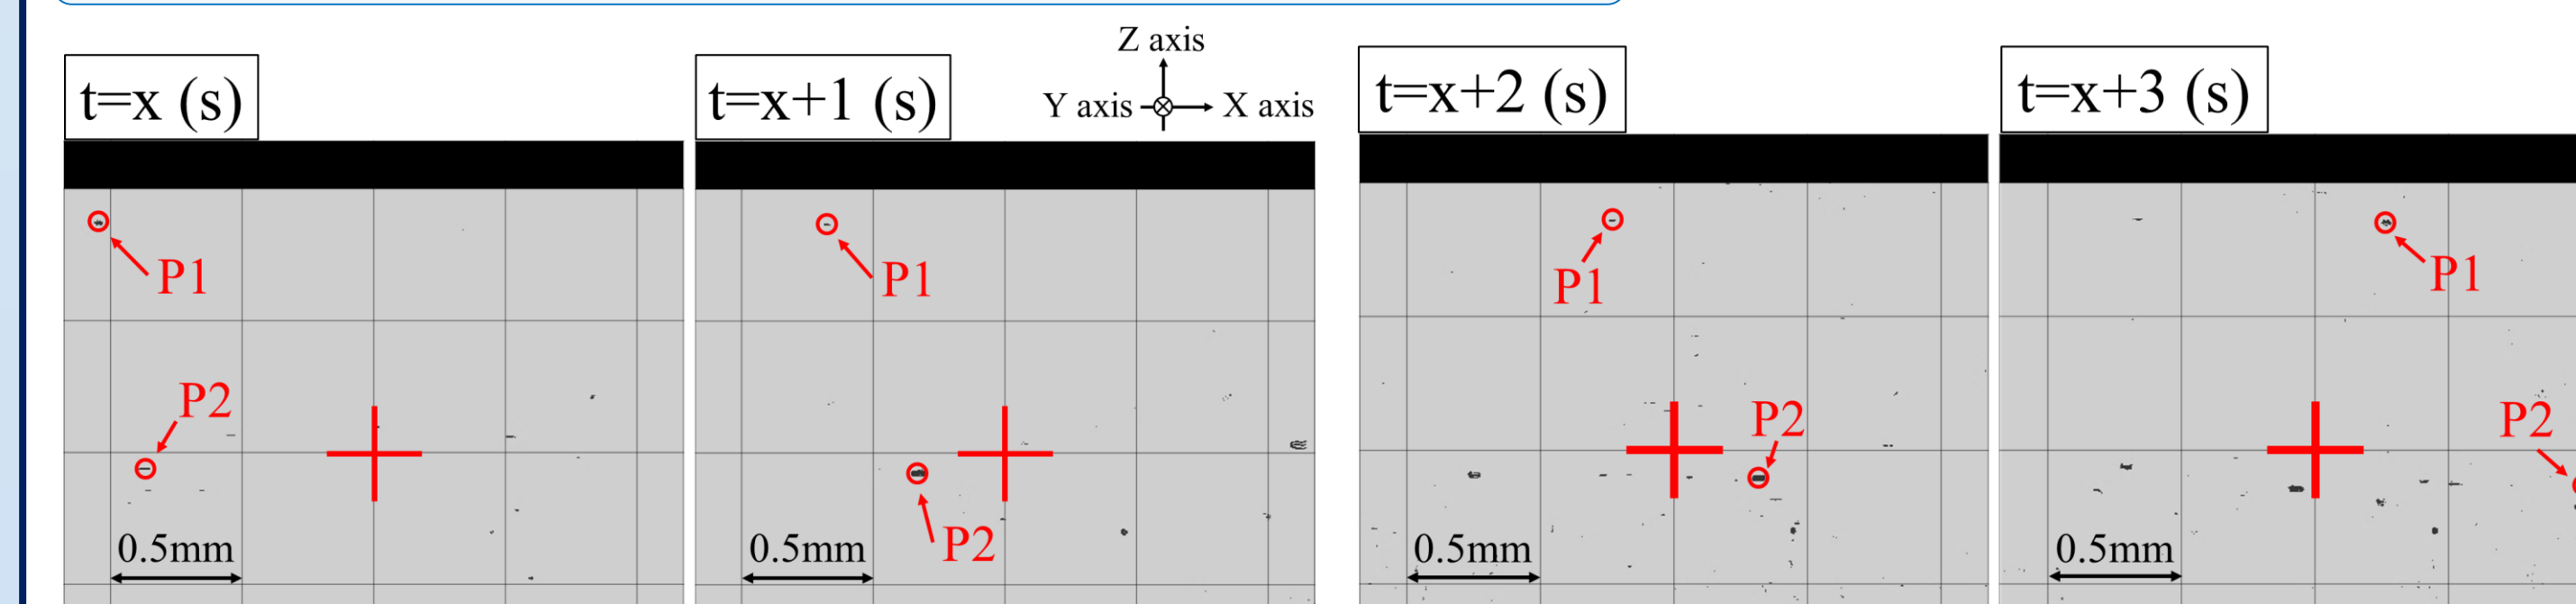 Z axis
Y axis
X axis
t=x (s)
t=x+1 (s)
t=x+2 (s)
t=x+3 (s)
P1
P2
0.5mm
P1
P2
0.5mm
P1
P2
0.5mm
P1
P2
0.5mm